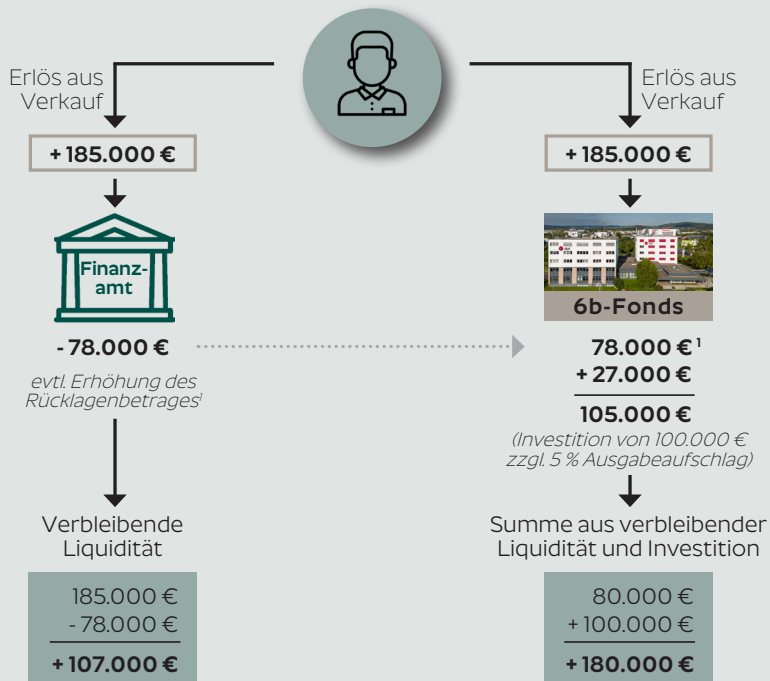 Erlös aus
Verkauf
+ 185.000 €
Finanz-
amt
- 78.000 €
evtl. Erhöhung des
Rücklagenbetrages¹
Verbleibende
Liquidität
185.000 €
- 78.000 €
+ 107.000 €
Erlös aus
Verkauf
+ 185.000 €
6b-Fonds
78.000 € ¹
+ 27.000 €
105.000 €
(Investition von 100.000 €
zzgl. 5 % Ausgabeaufschlag)
Summe aus verbleibender
Liquidität und Investition
80.000 €
+ 100.000 €
+ 180.000 €